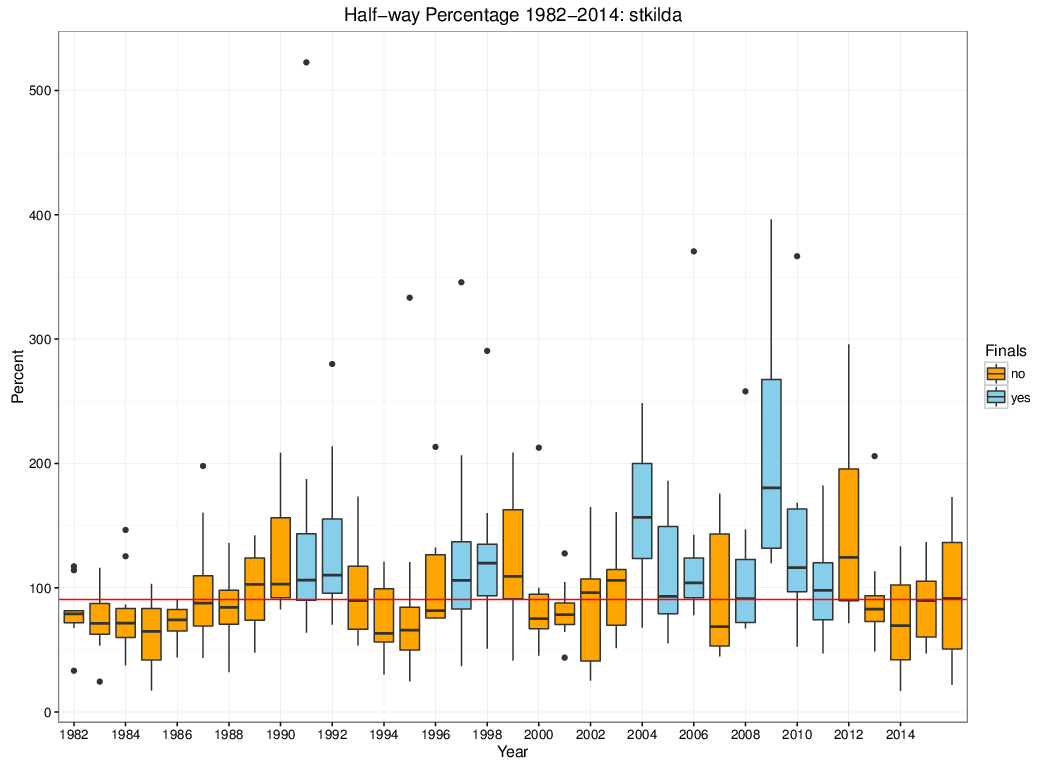 Half−way Percentage 1982−2014: stkilda
Percent
500
400
300
200
100
0
1982 1984 1986 1988 1990 1992 1994 1996 1998 2000 2002 2004 2006 2008 2010 2012 2014
Year
Finals
no
yes